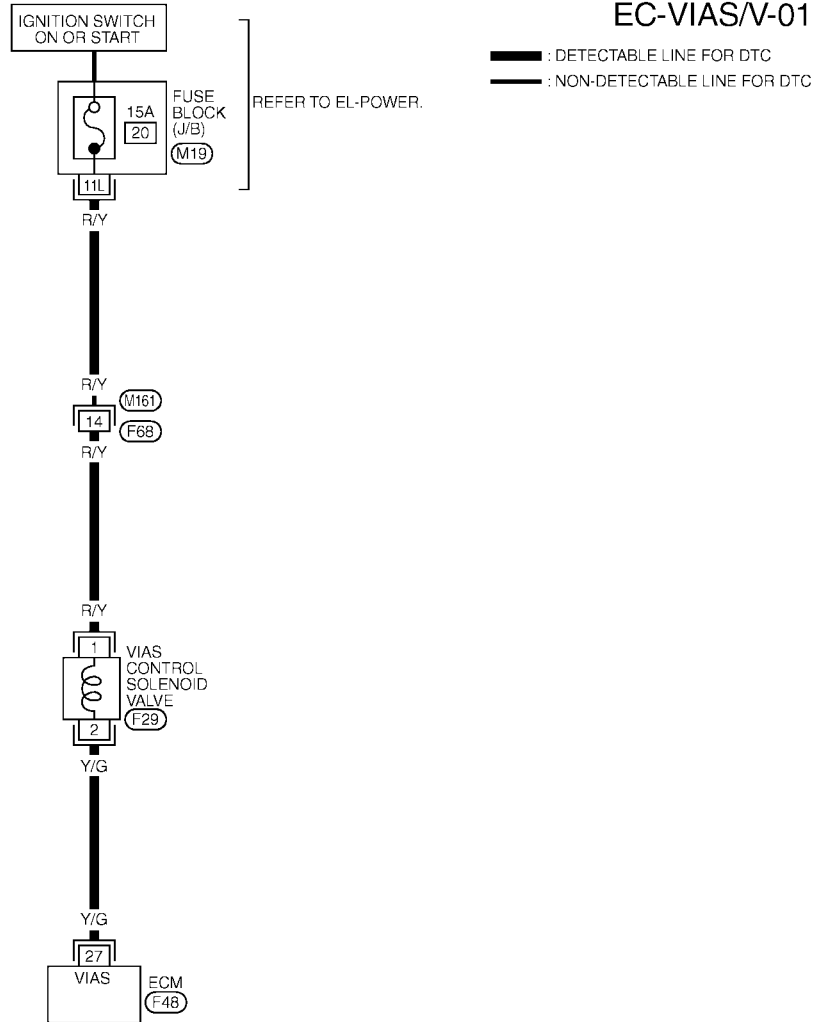 EC-VIAS/V-01
: DETECTABLE LINE FOR DTC
: NON-DETECTABLE LINE FOR DTC
IGNITION SWITCH
ON OR START
FUSE
BLOCK
(J/B)
15A
20
M19
REFER TO EL-POWER.
11L
R/Y
R/Y
M161
14
F68
R/Y
R/Y
1
VIAS
CONTROL
SOLENOID
VALVE
F29
2
Y/G
Y/G
27
VIAS
ECM
F48